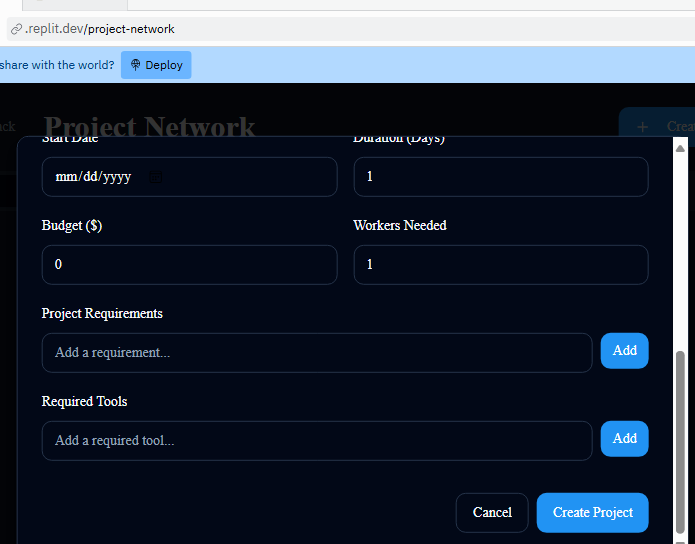 .replit.dev/project-network
share with the world? Deploy
Project Network
Start Date Duration (Days)
mm/dd/yyyy 1
Budget ($) Workers Needed
0 1
Project Requirements
Add a requirement... Add
Required Tools
Add a required tool... Add
Cancel Create Project